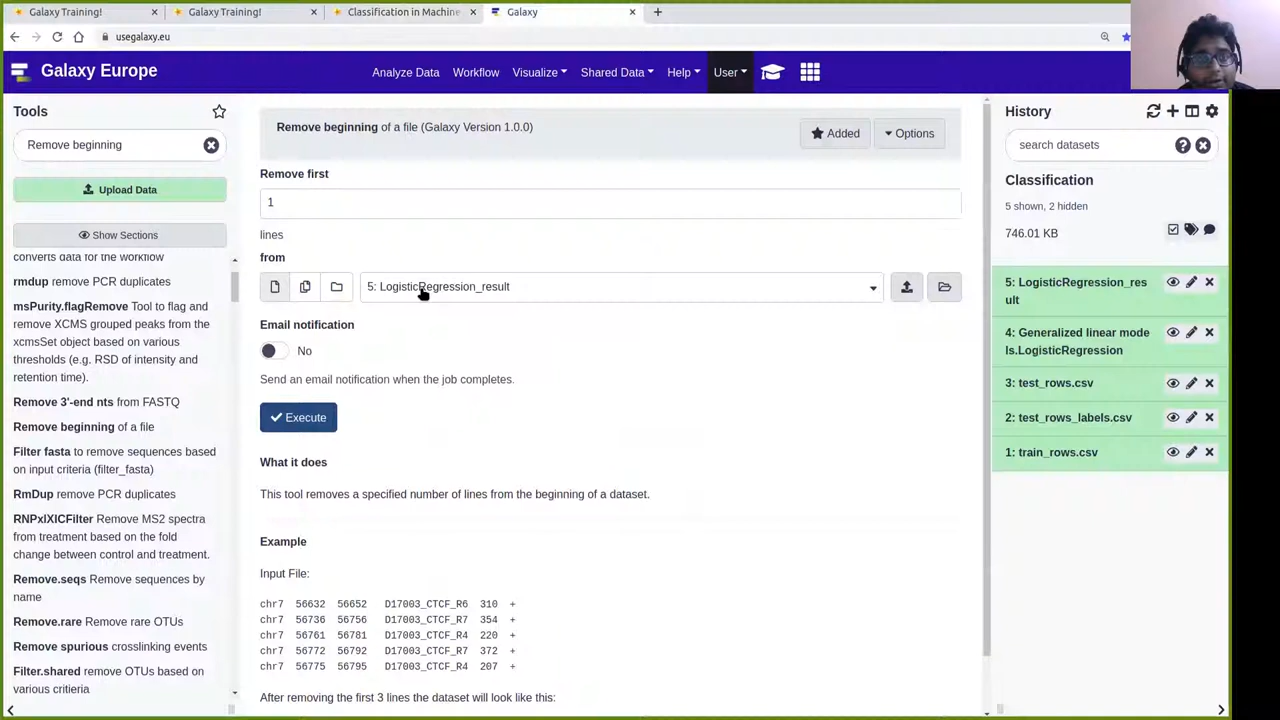 Galaxy Training!
Galaxy Training!
Classification in Machine
Galaxy
usegalaxy.eu
Galaxy Europe
Analyze Data
Workflow
Visualize
Shared Data
Help
User
Tools
Remove beginning
Upload Data
Show Sections
converts data for the workflow
rmdup remove PCR duplicates
msPurity.flagRemove Tool to flag and
remove XCMS grouped peaks from the
xcmsSet object based on various
thresholds (e.g. RSD of intensity and
retention time).
Remove 3'-end nts from FASTQ
Remove beginning of a file
Filter fasta to remove sequences based
on input criteria (filter_fasta)
RmDup remove PCR duplicates
RNPxlXICFilter Remove MS2 spectra
from treatment based on the fold
change between control and treatment.
Remove.seqs Remove sequences by
name
Remove.rare Remove rare OTUs
Remove spurious crosslinking events
Filter.shared remove OTUs based on
various critieria
Remove beginning of a file (Galaxy Version 1.0.0)
Added
Options
Remove first
1
lines
from
5: LogisticRegression_result
Email notification
No
Send an email notification when the job completes.
Execute
What it does
This tool removes a specified number of lines from the beginning of a dataset.
Example
Input File:
chr7 56632 56652 D17003_CTCF_R6 310 +
chr7 56736 56756 D17003_CTCF_R7 354 +
chr7 56761 56781 D17003_CTCF_R4 220 +
chr7 56772 56792 D17003_CTCF_R7 372 +
chr7 56775 56795 D17003_CTCF_R4 207 +
After removing the first 3 lines the dataset will look like this:
History
search datasets
Classification
5 shown, 2 hidden
746.01 KB
5: LogisticRegression_res
ult
4: Generalized linear mode
ls.LogisticRegression
3: test_rows.csv
2: test_rows_labels.csv
1: train_rows.csv